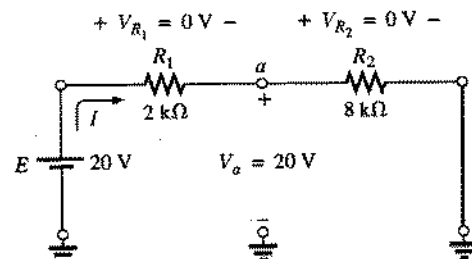 + V_R1 = 0 V − + V_R2 = 0 V −
R1 a R2
2 kΩ + 8 kΩ
I
E 20 V V_a = 20 V
−